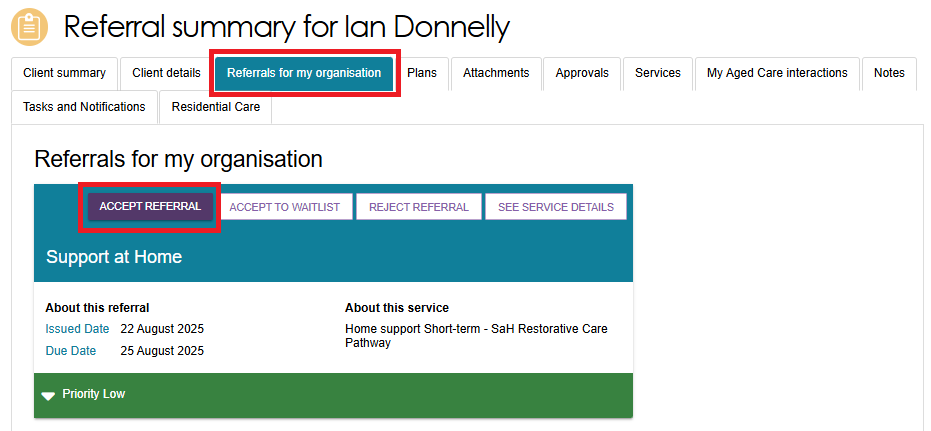 Referral summary for Ian Donnelly
Client summary Client details Referrals for my organisation Plans Attachments Approvals Services My Aged Care interactions Notes
Tasks and Notifications Residential Care
Referrals for my organisation
ACCEPT REFERRAL ACCEPT TO WAITLIST REJECT REFERRAL SEE SERVICE DETAILS
Support at Home
About this referral About this service
Issued Date 22 August 2025 Home support Short-term - SaH Restorative Care
Pathway
Due Date 25 August 2025
Priority Low